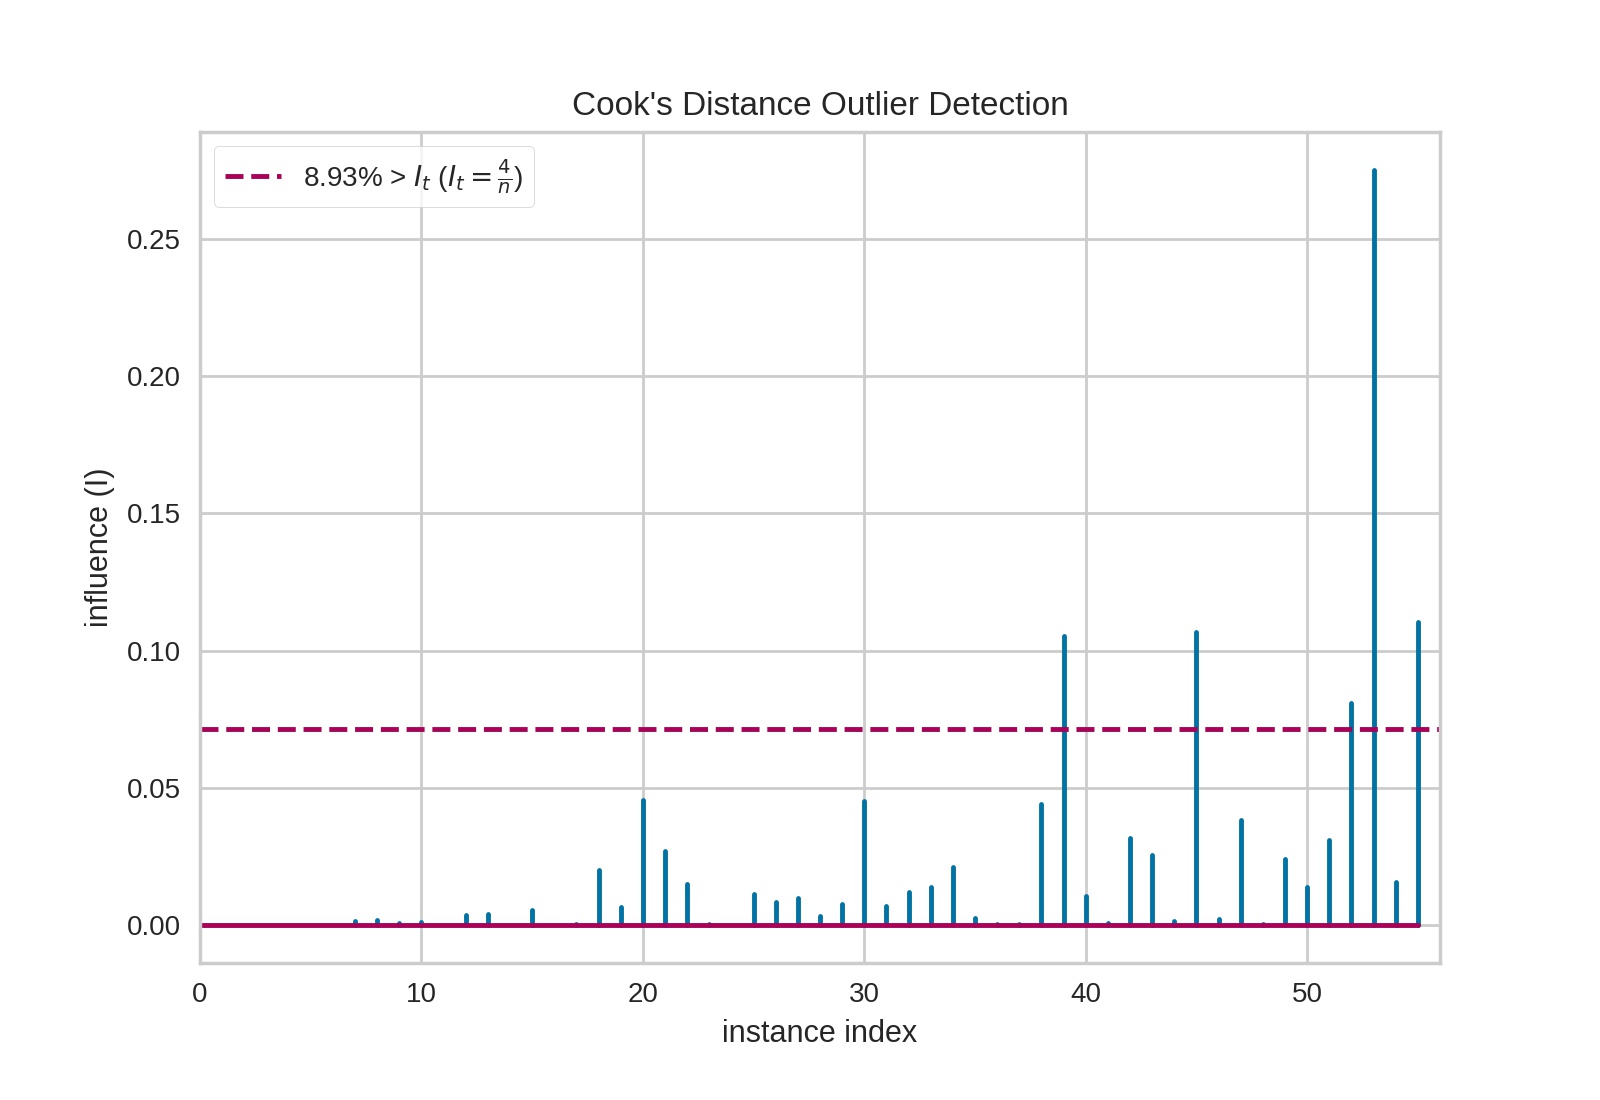 Cook's Distance Outlier Detection
8.93% > I_t (I_t = 4/n)
influence (I)
0.25
0.20
0.15
0.10
0.05
0.00
0 10 20 30 40 50
instance index